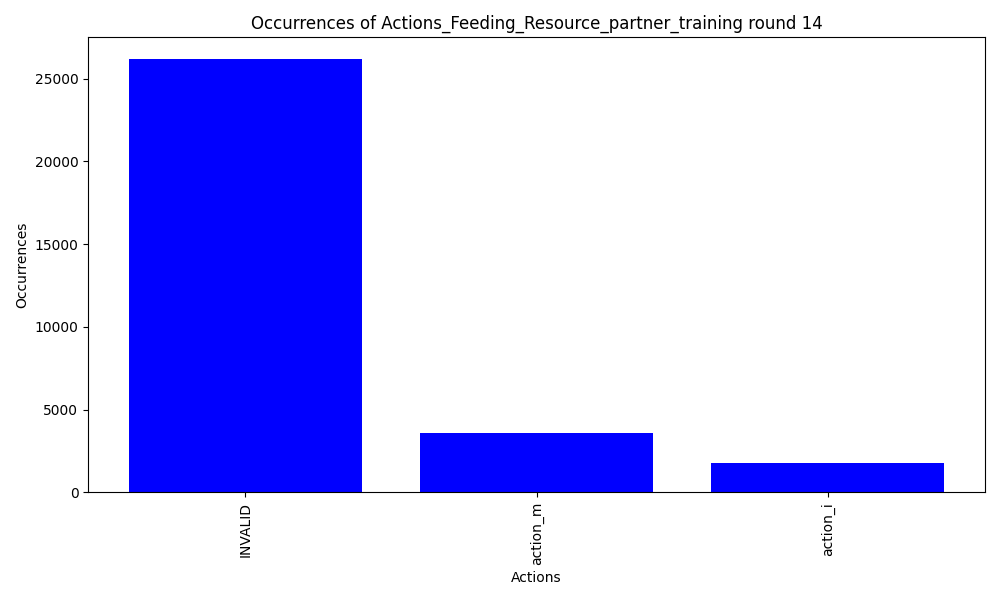 Occurrences of Actions_Feeding_Resource_partner_training round 14
Occurrences
25000
20000
15000
10000
5000
0
INVALID
action_m
action_i
Actions